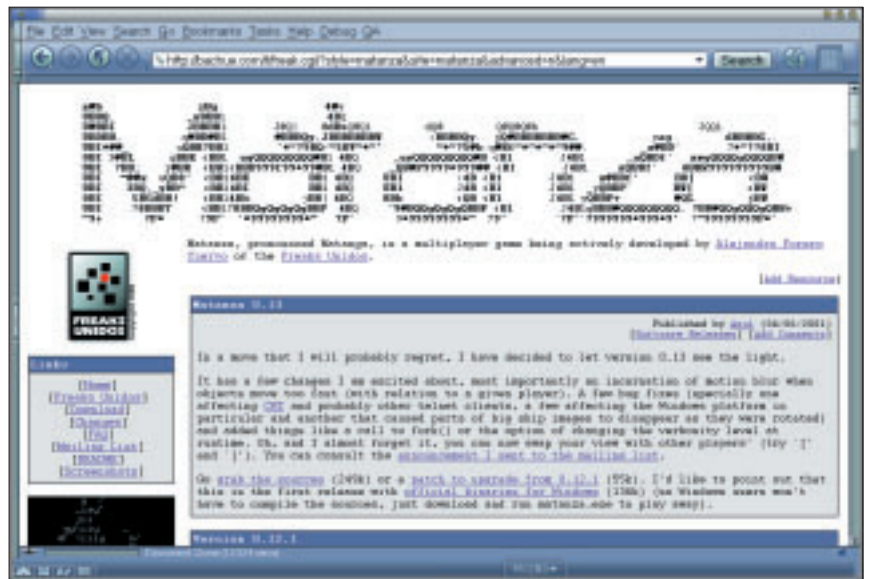 File Edit View Search Go Bookmarks Tasks Help Debug QA
Search
Matanza
Matanza, pronounced Matanga, is a multiplayer game being actively developed by Alejandro Forero
Cuervo of the Freaks Unidos.
[Add Resource]
FREAKS
UNIDOS
Matanza 0.13
Published by
[Software Releases] [Add Comments]
In a move that I will probably regret, I have decided to let version 0.13 see the light.
It has a few changes I am excited about, most importantly an incarnation of motion blur when
objects move too fast (with relation to a given player). A few bug fixes (specially one
affecting and probably other telnet clients, a few affecting the Windows platform on
particular and another that caused parts of big ship images to disappear as they were rotated)
and added things like a call to fork() or the option of changing the verbosity level at
runtime. Oh, and I almost forget it, you can now swap your view with other players' (try '['
and ']'). You can consult the announcement I sent to the mailing list.
Go grab the sources (249k) or a patch to upgrade from 0.12.1 (55k). I'd like to point out that
this is the first release with official binaries for Windows (so Windows users won't
have to compile the sources, just download and run matanza.exe to play away).
Version 0.12.1
Links
[Home]
[Freaks Unidos]
[Download]
[Changes]
[FAQ]
[Mailing List]
[README]
[Screenshots]